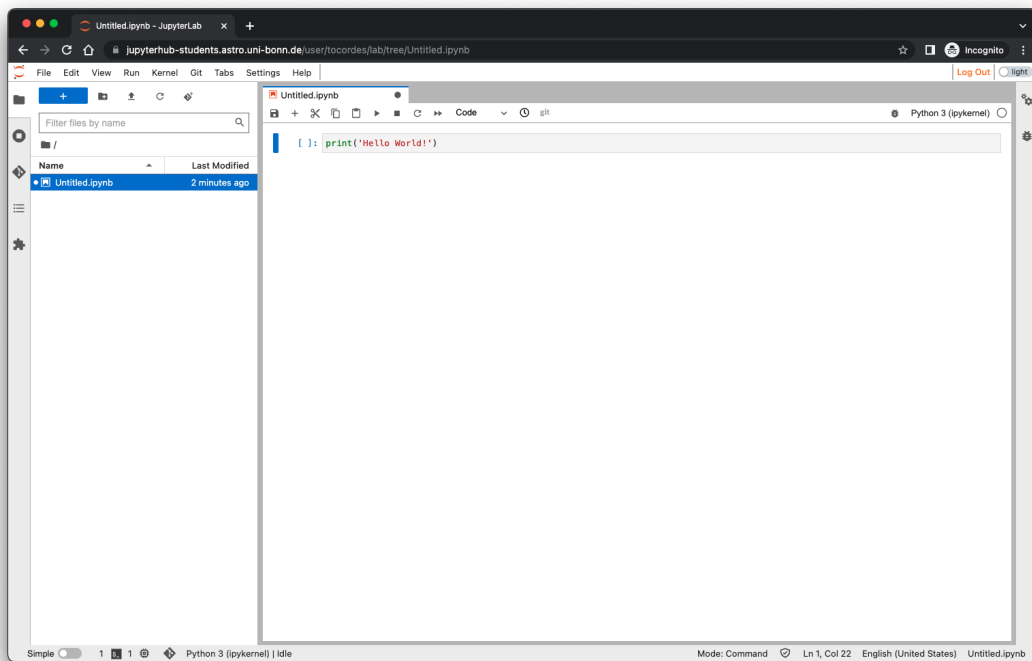 Untitled.ipynb - JupyterLab
jupyterhub-students.astro.uni-bonn.de/user/tocordes/lab/tree/Untitled.ipynb
Incognito
File Edit View Run Kernel Git Tabs Settings Help
Log Out
light
Filter files by name
/
Name Last Modified
Untitled.ipynb 2 minutes ago
Untitled.ipynb
Code git Python 3 (ipykernel)
[ ]: print('Hello World!')
Simple 1 1 Python 3 (ipykernel) | Idle Mode: Command Ln 1, Col 22 English (United States) Untitled.ipynb